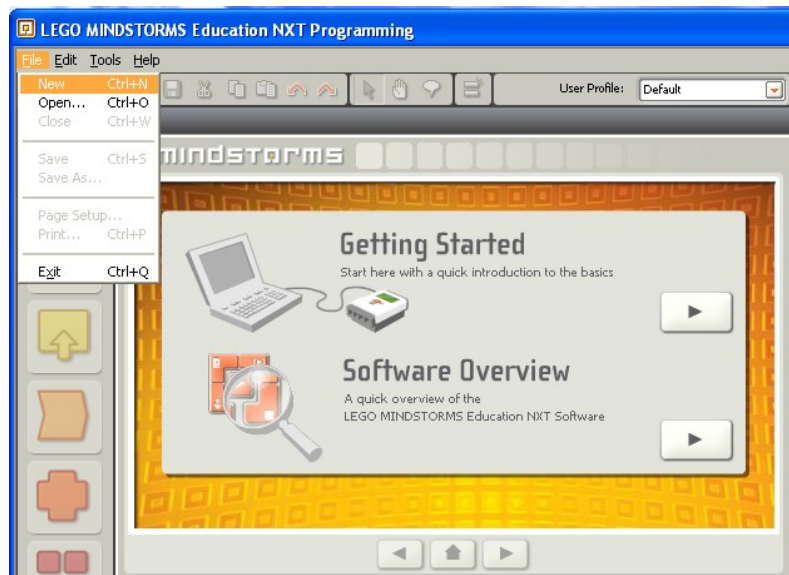 LEGO MINDSTORMS Education NXT Programming
File Edit Tools Help
User Profile: Default
New Ctrl+N
Open... Ctrl+O
Close Ctrl+W
Save Ctrl+S
Save As...
Page Setup...
Print... Ctrl+P
Exit Ctrl+Q
mindstorms
Getting Started
Start here with a quick introduction to the basics
Software Overview
A quick overview of the
LEGO MINDSTORMS Education NXT Software